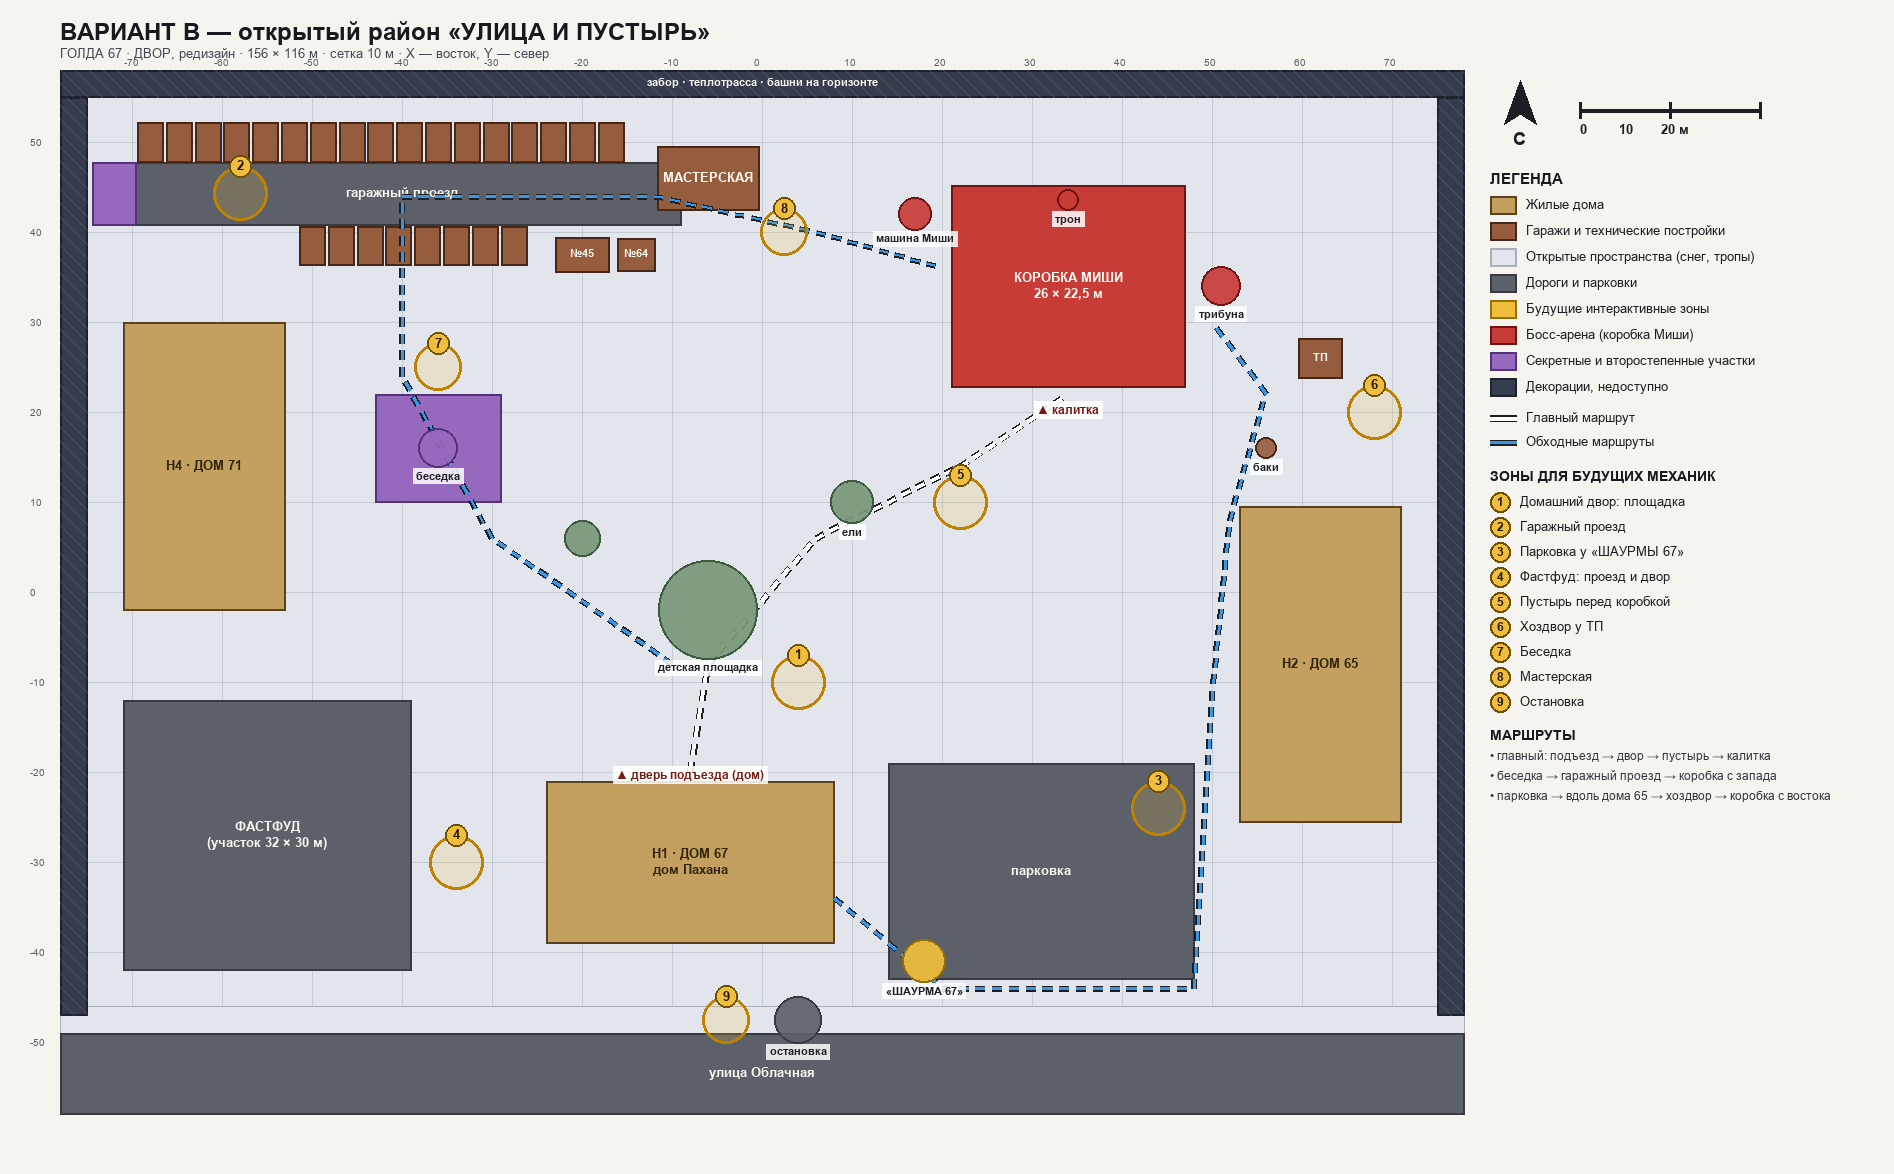 ВАРИАНТ B — открытый район «УЛИЦА И ПУСТЫРЬ»
ГОЛДА 67 · ДВОР, редизайн · 156 × 116 м · сетка 10 м · X — восток, Y — север
-70 -60 -50 -40 -30 -20 -10 0 10 20 30 40 50 60 70
забор · теплотрасса · башни на горизонте
50
40
30
20
10
0
-10
-20
-30
-40
-50
2
гаражный проезд
МАСТЕРСКАЯ
8
машина Миши
трон
КОРОБКА МИШИ
26 × 22,5 м
№45
№64
трибуна
ТП
6
7
▲ калитка
беседка
баки
Н4 · ДОМ 71
5
ели
детская площадка
1
Н2 · ДОМ 65
▲ дверь подъезда (дом)
3
ФАСТФУД
(участок 32 × 30 м)
4
Н1 · ДОМ 67
дом Пахана
парковка
«ШАУРМА 67»
9
остановка
улица Облачная
С
0 10 20 м
ЛЕГЕНДА
Жилые дома
Гаражи и технические постройки
Открытые пространства (снег, тропы)
Дороги и парковки
Будущие интерактивные зоны
Босс-арена (коробка Миши)
Секретные и второстепенные участки
Декорации, недоступно
Главный маршрут
Обходные маршруты
ЗОНЫ ДЛЯ БУДУЩИХ МЕХАНИК
1 Домашний двор: площадка
2 Гаражный проезд
3 Парковка у «ШАУРМЫ 67»
4 Фастфуд: проезд и двор
5 Пустырь перед коробкой
6 Хоздвор у ТП
7 Беседка
8 Мастерская
9 Остановка
МАРШРУТЫ
• главный: подъезд → двор → пустырь → калитка
• беседка → гаражный проезд → коробка с запада
• парковка → вдоль дома 65 → хоздвор → коробка с востока